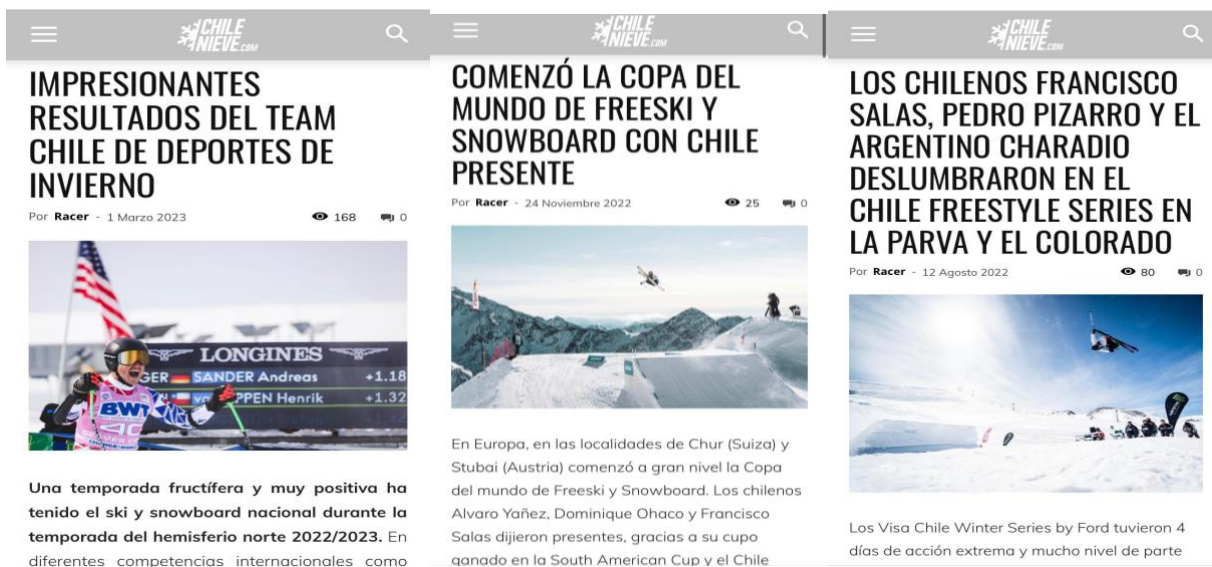 CHILE
NIEVE.COM
IMPRESIONANTES
RESULTADOS DEL TEAM
CHILE DE DEPORTES DE
INVIERNO
Por Racer - 1 Marzo 2023 168 0
LONGINES
GER SANDER Andreas +1.18
PPEN Henrik +1.32
BWT
Una temporada fructífera y muy positiva ha
tenido el ski y snowboard nacional durante la
temporada del hemisferio norte 2022/2023. En
diferentes competencias internacionales como
CHILE
NIEVE.COM
COMENZÓ LA COPA DEL
MUNDO DE FREESKI Y
SNOWBOARD CON CHILE
PRESENTE
Por Racer - 24 Noviembre 2022 25 0
En Europa, en las localidades de Chur (Suiza) y
Stubai (Austria) comenzó a gran nivel la Copa
del mundo de Freeski y Snowboard. Los chilenos
Alvaro Yañez, Dominique Ohaco y Francisco
Salas dijeron presentes, gracias a su cupo
ganado en la South American Cup y el Chile
CHILE
NIEVE.COM
LOS CHILENOS FRANCISCO
SALAS, PEDRO PIZARRO Y EL
ARGENTINO CHARADIO
DESLUMBRARON EN EL
CHILE FREESTYLE SERIES EN
LA PARVA Y EL COLORADO
Por Racer - 12 Agosto 2022 80 0
Los Visa Chile Winter Series by Ford tuvieron 4
días de acción extrema y mucho nivel de parte